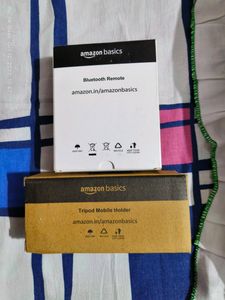 amazon basics
Bluetooth Remote
amazon.in/amazonbasics
amazon basics
Tripod Mobile Holder
amazon.in/amazonbasics